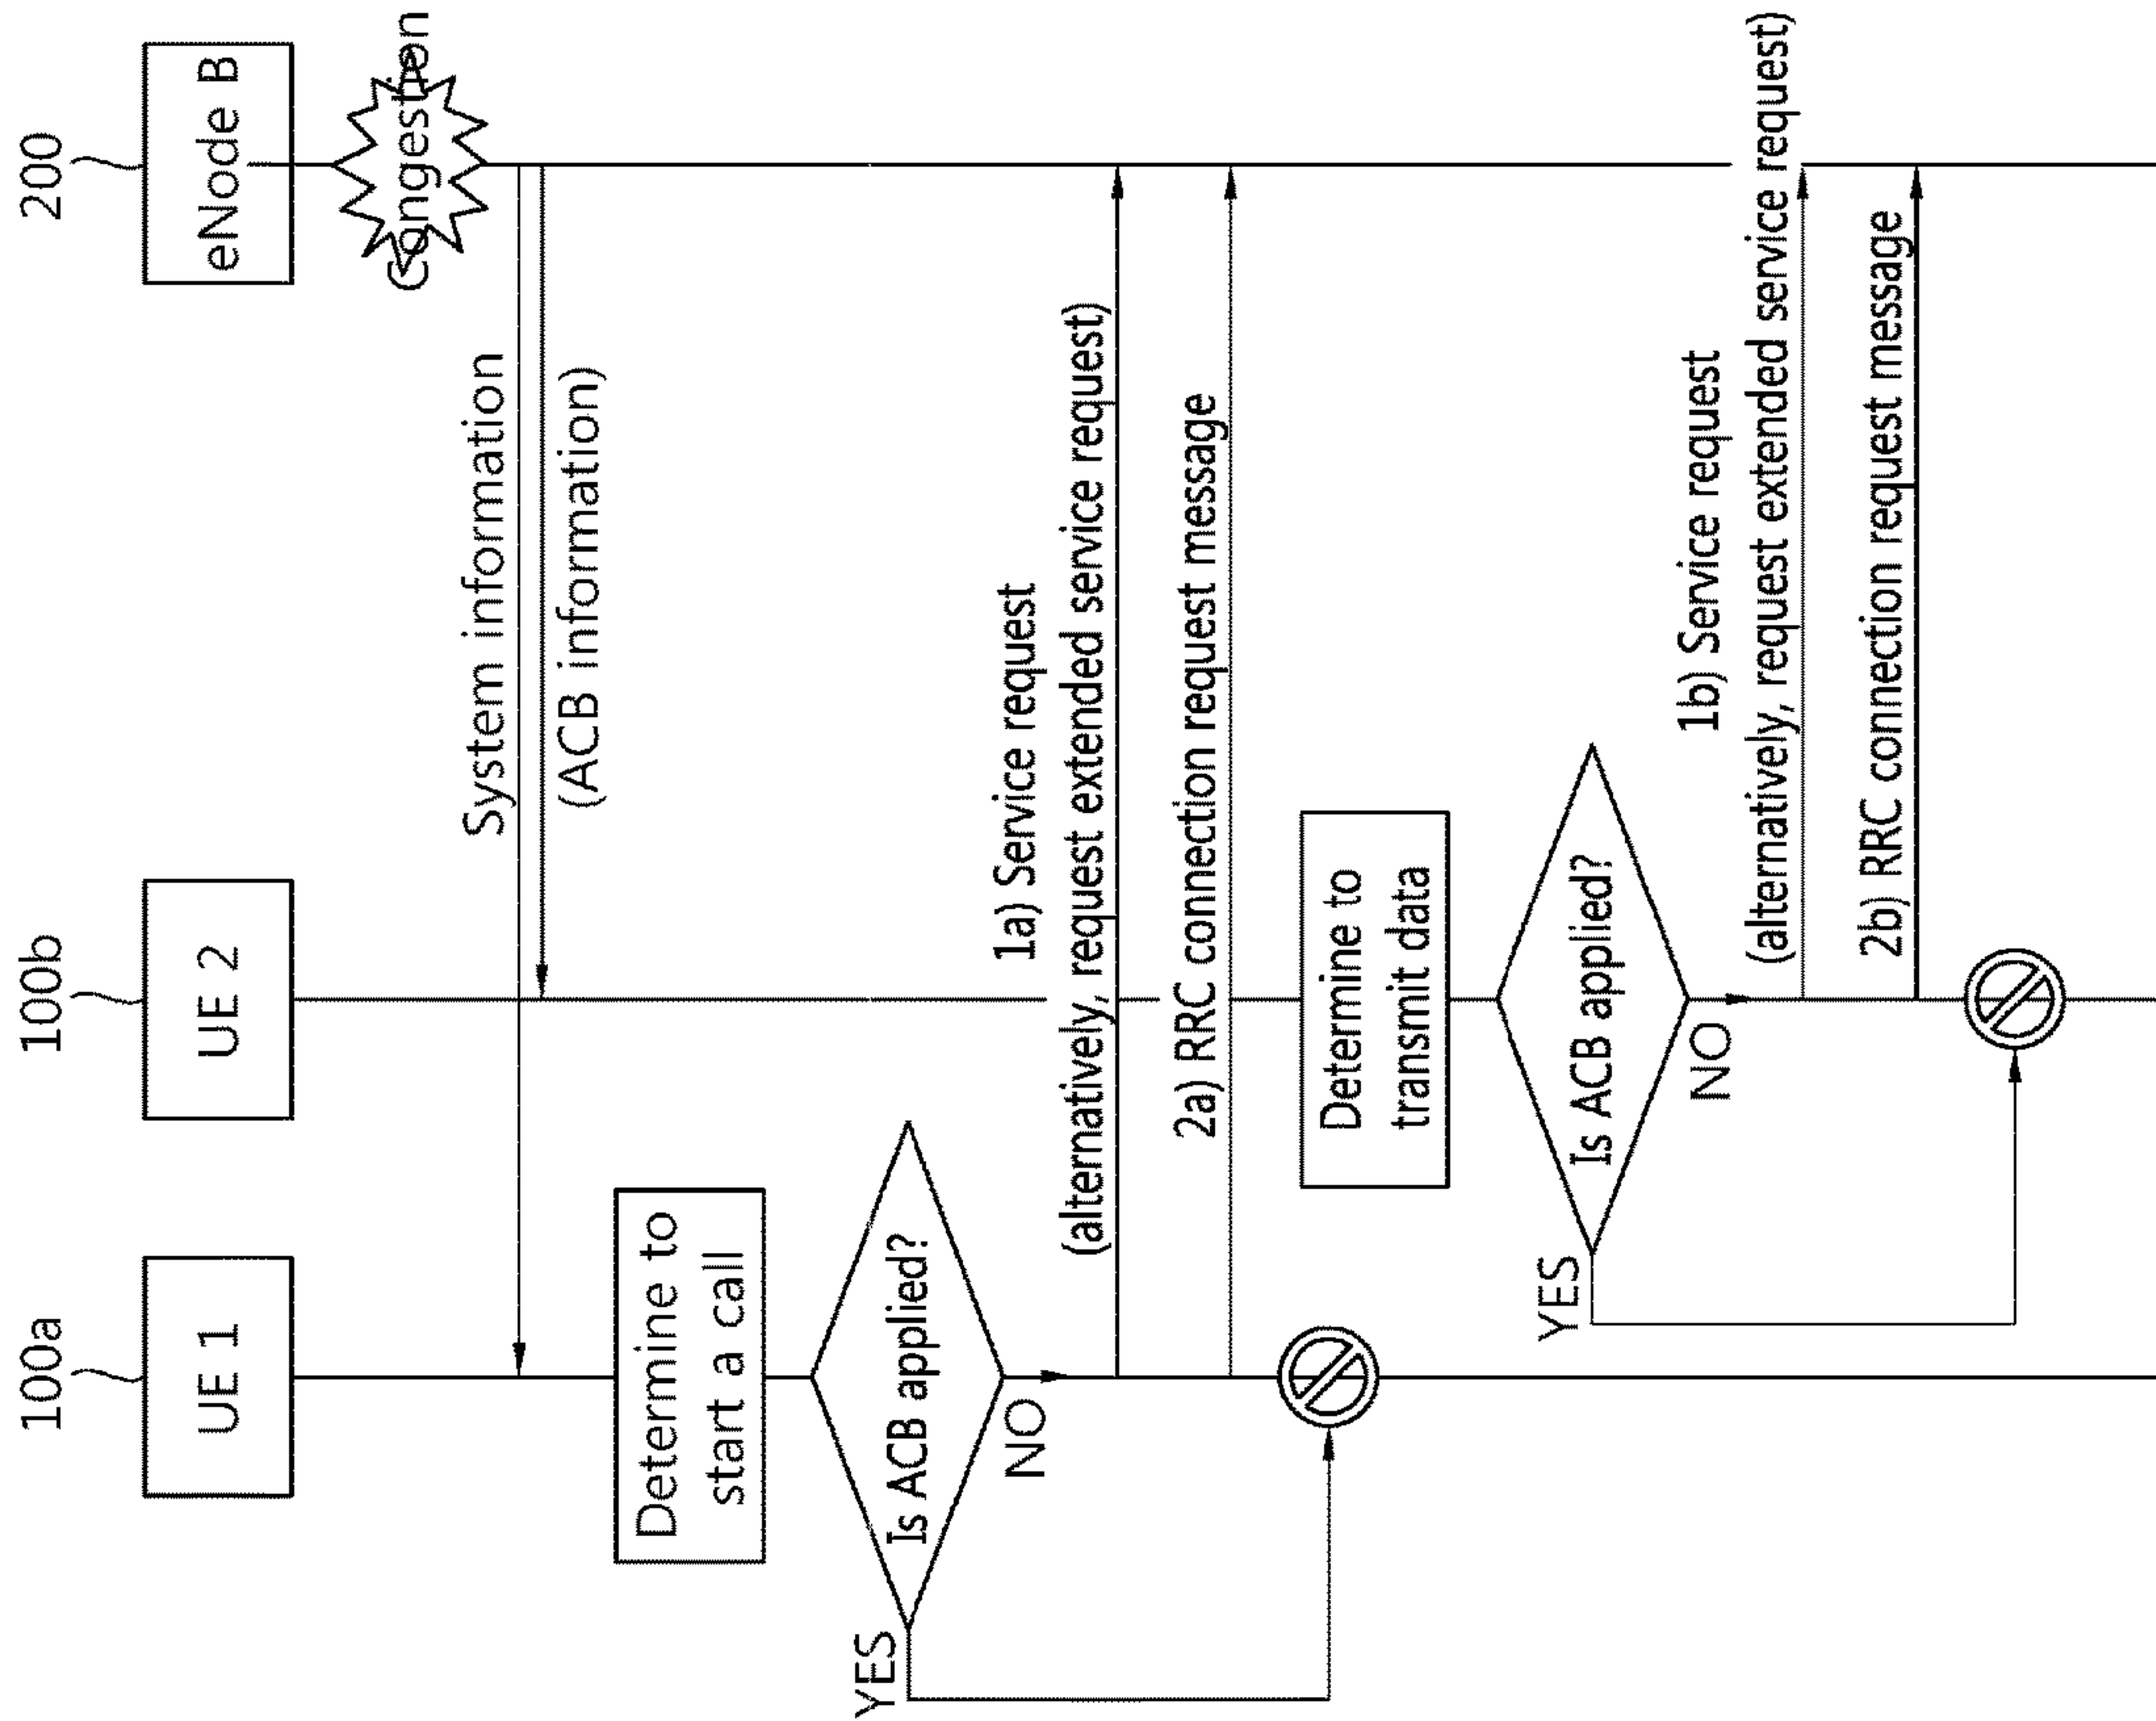 100a
100b
200
UE 1
UE 2
eNode B
Congestion
System information
(ACB information)
Determine to
start a call
Is ACB applied?
YES
NO
1a) Service request
(alternatively, request extended service request)
2a) RRC connection request message
Determine to
transmit data
Is ACB applied?
YES
NO
1b) Service request
(alternatively, request extended service request)
2b) RRC connection request message